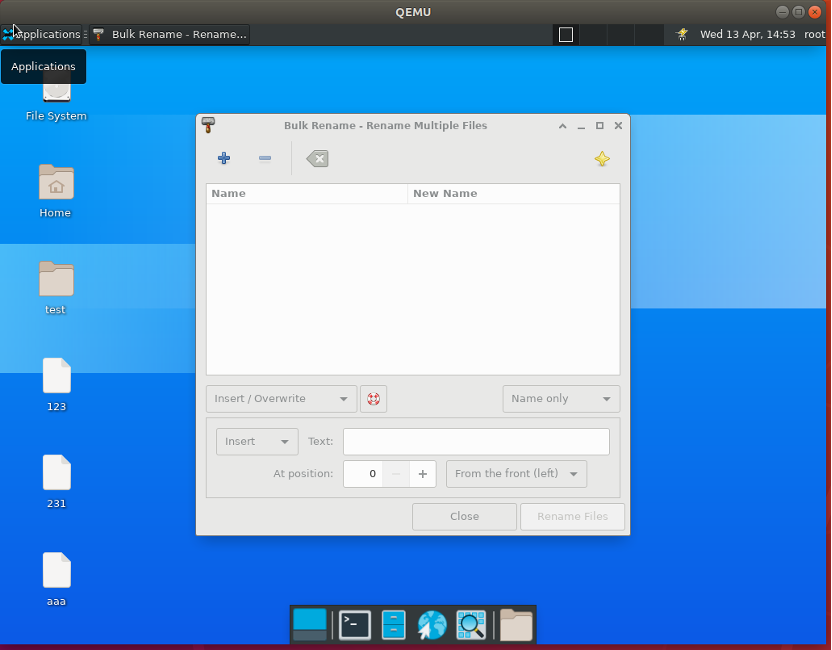 QEMU
Applications
Bulk Rename - Rename...
Wed 13 Apr, 14:53
root
Applications
File System
Home
test
123
231
aaa
Bulk Rename - Rename Multiple Files
Name
New Name
Insert / Overwrite
Name only
Insert
Text:
At position:
0
From the front (left)
Close
Rename Files